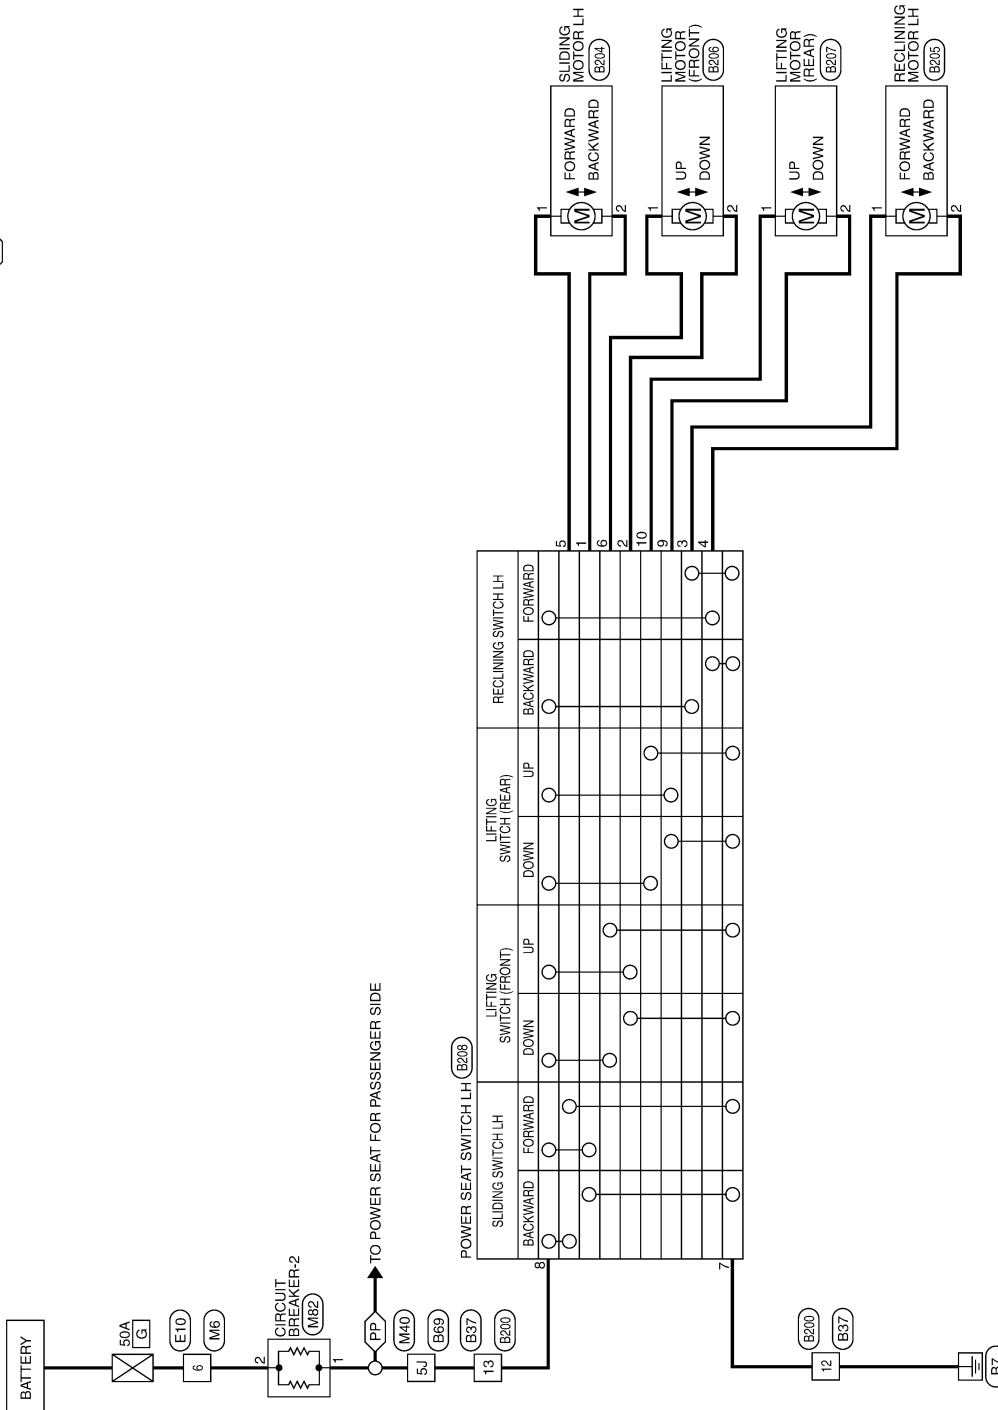 BATTERY
50A
G
6
E10
M6
CIRCUIT
BREAKER-2
M82
2
1
PP
TO POWER SEAT FOR PASSENGER SIDE
5J
M40
B69
13
B37
B200
POWER SEAT SWITCH LH
B208
8
7
SLIDING SWITCH LH
BACKWARD
FORWARD
LIFTING
SWITCH (FRONT)
DOWN
UP
LIFTING
SWITCH (REAR)
DOWN
UP
RECLINING SWITCH LH
BACKWARD
FORWARD
5
1
6
2
10
9
3
4
12
B200
B37
SLIDING
MOTOR LH
B204
FORWARD
BACKWARD
M
1
2
LIFTING
MOTOR
(FRONT)
B206
UP
DOWN
M
1
2
LIFTING
MOTOR
(REAR)
B207
UP
DOWN
M
1
2
RECLINING
MOTOR LH
B205
FORWARD
BACKWARD
M
1
2